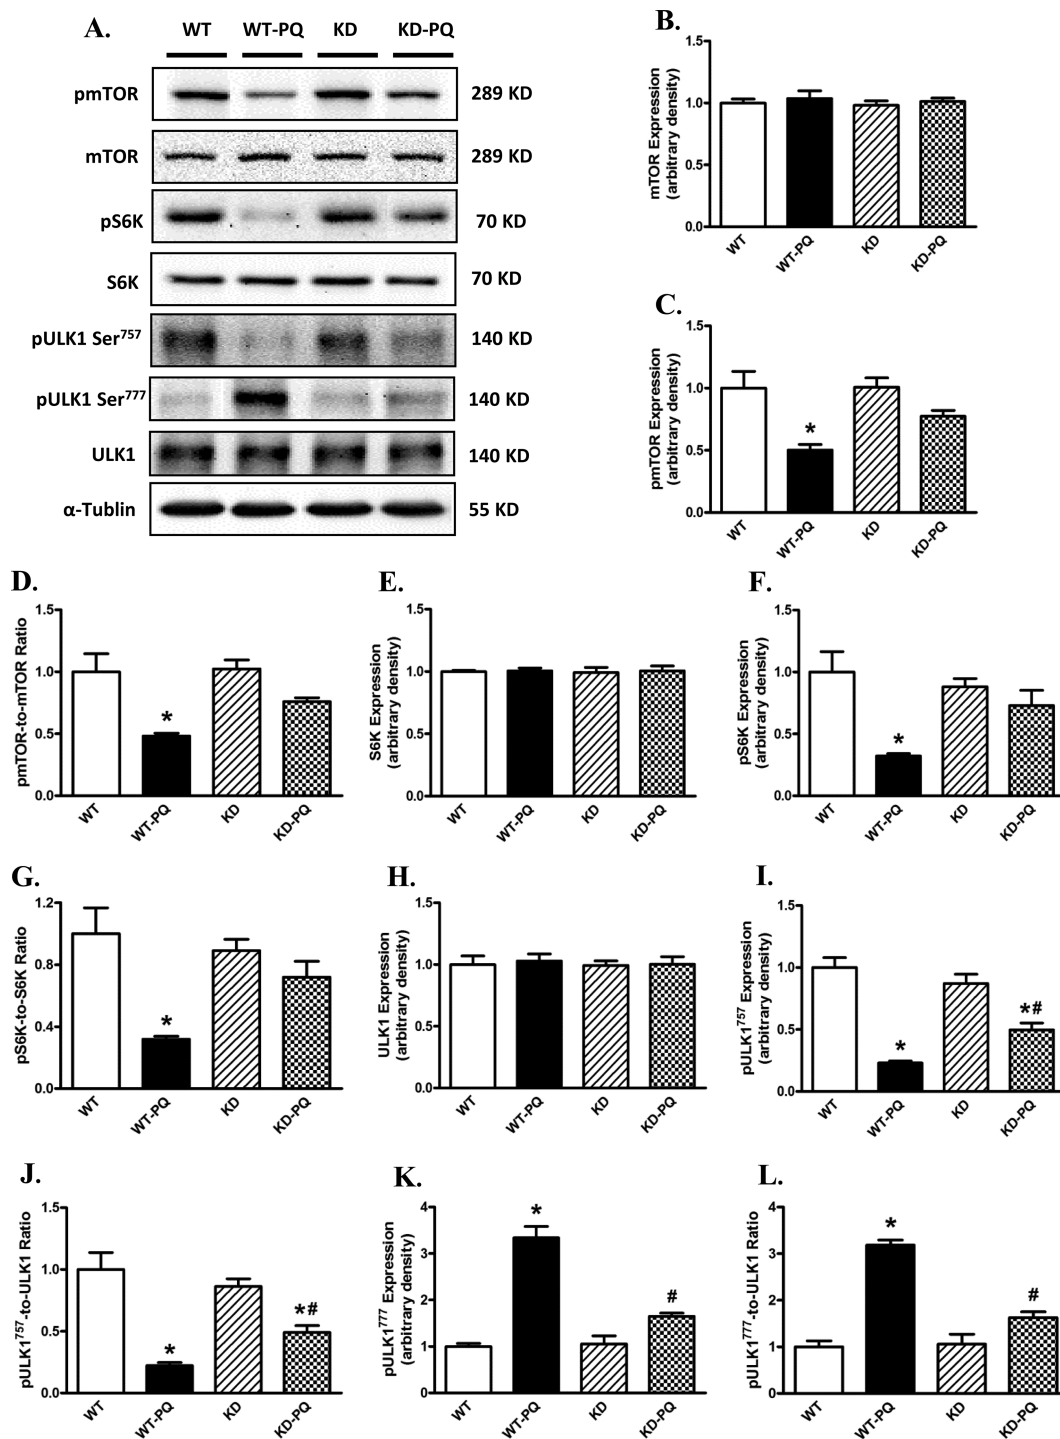 A.
WT WT-PQ KD KD-PQ
pmTOR 289 KD
mTOR 289 KD
pS6K 70 KD
S6K 70 KD
pULK1 Ser757 140 KD
pULK1 Ser777 140 KD
ULK1 140 KD
α-Tublin 55 KD
B.
mTOR Expression
(arbitrary density)
1.5
1.0
0.5
0.0
WT WT-PQ KD KD-PQ
C.
pmTOR Expression
(arbitrary density)
1.5
1.0
0.5
0.0
*
WT WT-PQ KD KD-PQ
D.
pmTOR-to-mTOR Ratio
1.5
1.0
0.5
0.0
*
WT WT-PQ KD KD-PQ
E.
S6K Expression
(arbitrary density)
1.5
1.0
0.5
0.0
WT WT-PQ KD KD-PQ
F.
pS6K Expression
(arbitrary density)
1.5
1.0
0.5
0.0
*
WT WT-PQ KD KD-PQ
G.
pS6K-to-S6K Ratio
1.2
0.8
0.4
0.0
*
WT WT-PQ KD KD-PQ
H.
ULK1 Expression
(arbitrary density)
1.5
1.0
0.5
0.0
WT WT-PQ KD KD-PQ
I.
pULK1757 Expression
(arbitrary density)
1.5
1.0
0.5
0.0
* *#
WT WT-PQ KD KD-PQ
J.
pULK1757-to-ULK1 Ratio
1.5
1.0
0.5
0.0
* *#
WT WT-PQ KD KD-PQ
K.
pULK1777 Expression
(arbitrary density)
4
3
2
1
0
* #
WT WT-PQ KD KD-PQ
L.
pULK1777-to-ULK1 Ratio
4
3
2
1
0
* #
WT WT-PQ KD KD-PQ